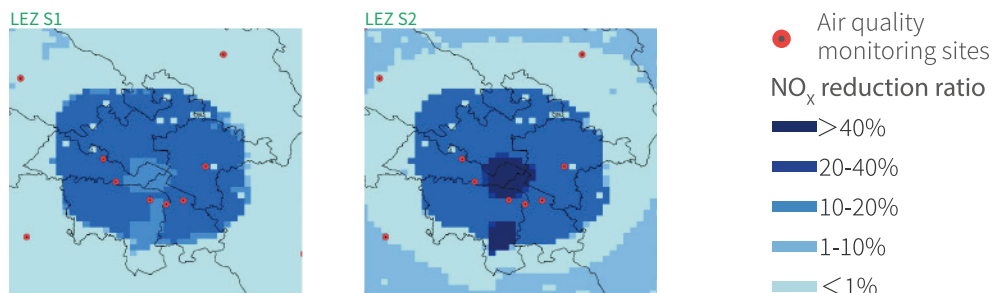 LEZ S1
LEZ S2
Air quality
monitoring sites
NOx reduction ratio
>40%
20-40%
10-20%
1-10%
<1%